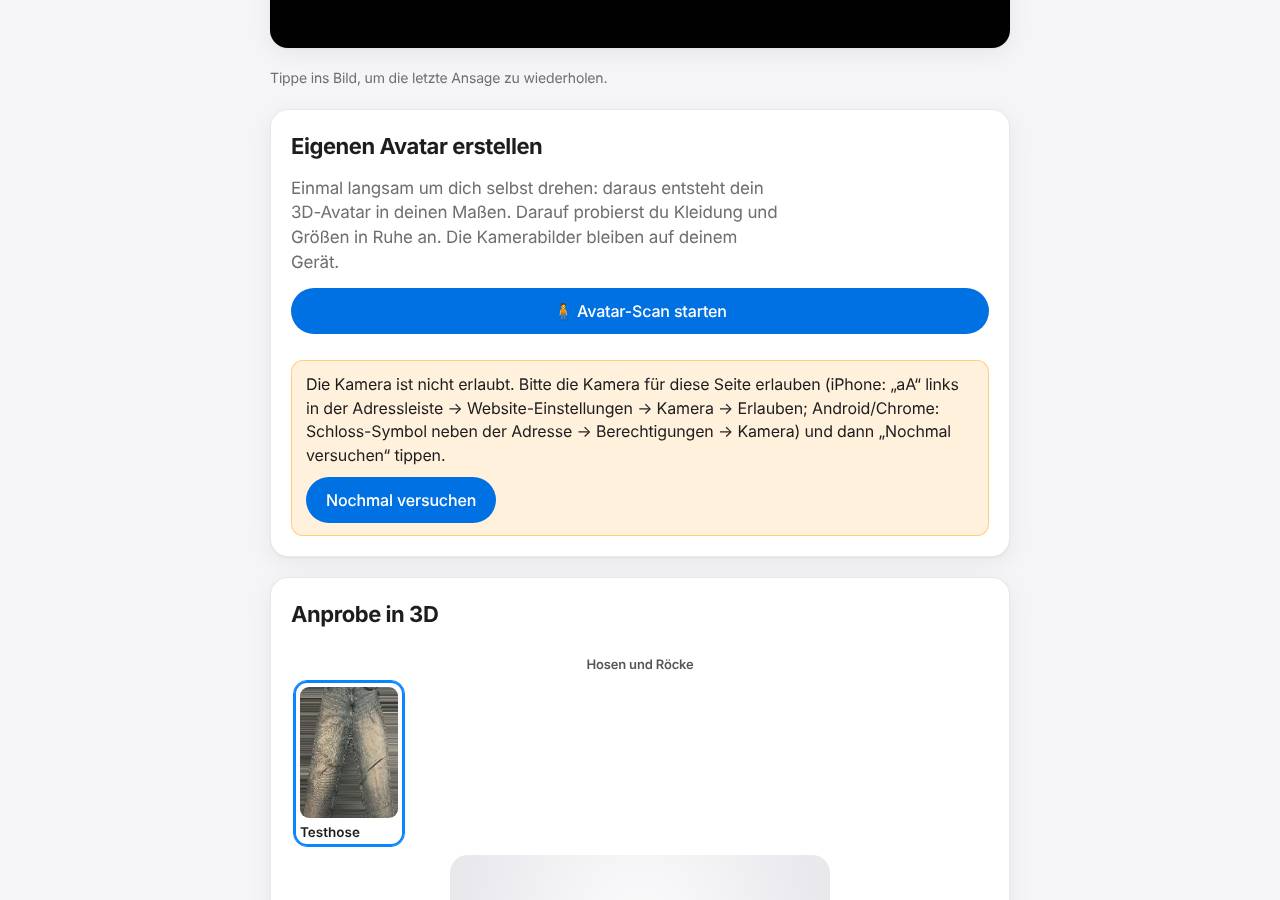 Tippe ins Bild, um die letzte Ansage zu wiederholen.
Eigenen Avatar erstellen
Einmal langsam um dich selbst drehen: daraus entsteht dein
3D-Avatar in deinen Maßen. Darauf probierst du Kleidung und
Größen in Ruhe an. Die Kamerabilder bleiben auf deinem
Gerät.
🧍 Avatar-Scan starten
Die Kamera ist nicht erlaubt. Bitte die Kamera für diese Seite erlauben (iPhone: „aA“ links
in der Adressleiste → Website-Einstellungen → Kamera → Erlauben; Android/Chrome:
Schloss-Symbol neben der Adresse → Berechtigungen → Kamera) und dann „Nochmal
versuchen“ tippen.
Nochmal versuchen
Anprobe in 3D
Hosen und Röcke
Testhose